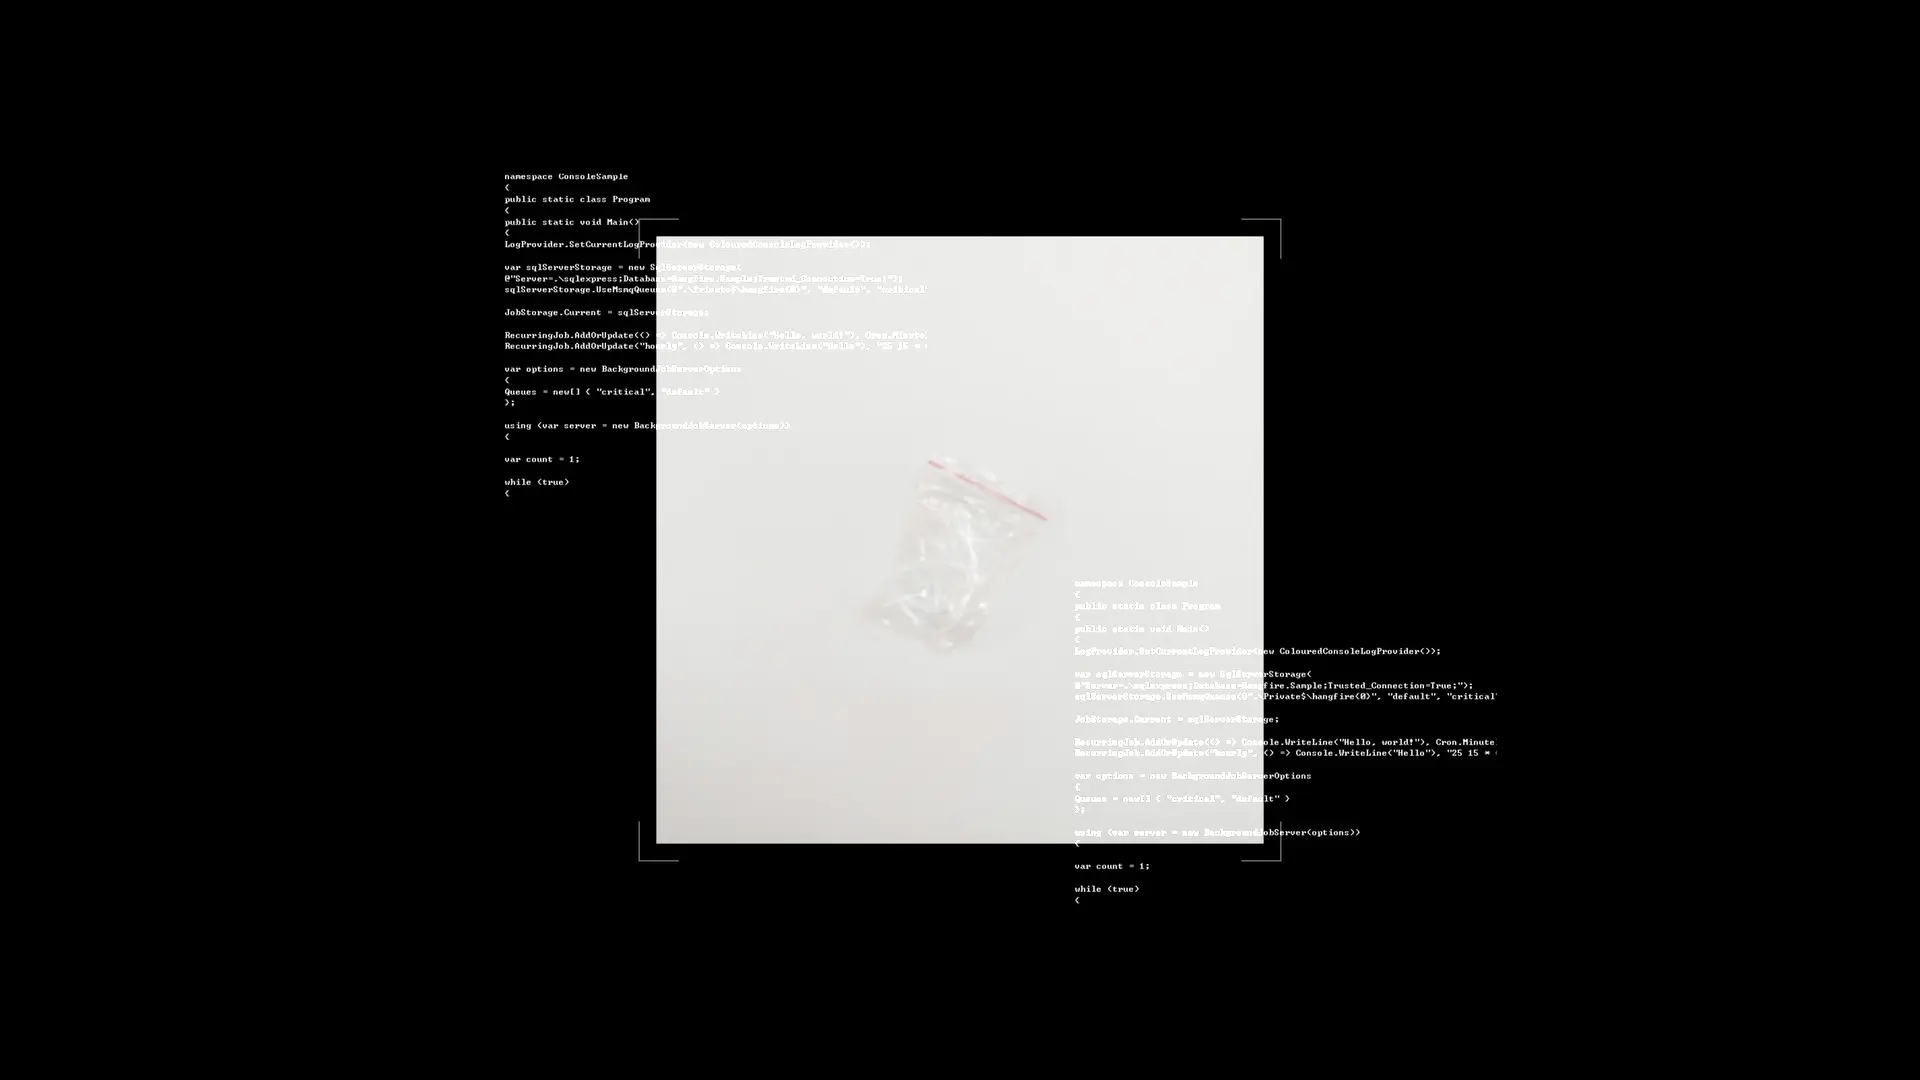 namespace ConsoleSample
{
public static class Program
{
public static void Main()
{
LogProvider.SetCurrentLogProvider(new ColouredConsoleLogProvider());
var sqlServerStorage = new SqlServerStorage(
@"Server=.\sqlexpress;Database=Hangfire.Sample;Trusted_Connection=True;");
sqlServerStorage.UseMsmqQueues(@".\Private$\hangfire{0}", "default", "critical"
JobStorage.Current = sqlServerStorage;
RecurringJob.AddOrUpdate(() => Console.WriteLine("Hello, world!"), Cron.Minute
RecurringJob.AddOrUpdate("hourly", () => Console.WriteLine("Hello"), "25 15 *
var options = new BackgroundJobServerOptions
{
Queues = new[] { "critical", "default" }
};
using (var server = new BackgroundJobServer(options))
{
var count = 1;
while (true)
{
namespace ConsoleSample
{
public static class Program
{
public static void Main()
{
LogProvider.SetCurrentLogProvider(new ColouredConsoleLogProvider());
var sqlServerStorage = new SqlServerStorage(
@"Server=.\sqlexpress;Database=Hangfire.Sample;Trusted_Connection=True;");
sqlServerStorage.UseMsmqQueues(@".\Private$\hangfire{0}", "default", "critical"
JobStorage.Current = sqlServerStorage;
RecurringJob.AddOrUpdate(() => Console.WriteLine("Hello, world!"), Cron.Minute
RecurringJob.AddOrUpdate("hourly", () => Console.WriteLine("Hello"), "25 15 *
var options = new BackgroundJobServerOptions
{
Queues = new[] { "critical", "default" }
};
using (var server = new BackgroundJobServer(options))
{
var count = 1;
while (true)
{